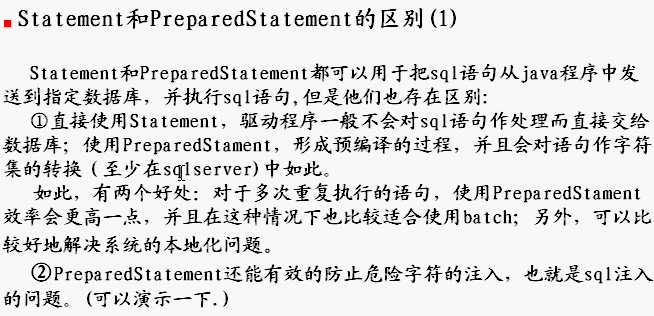 Statement和PreparedStatement的区别(1)
Statement和PreparedStatement都可以用于把sql语句从java程序中发
送到指定数据库，并执行sql语句,但是他们也存在区别:
①直接使用Statement，驱动程序一般不会对sql语句作处理而直接交给
数据库；使用PreparedStament，形成预编译的过程，并且会对语句作字符
集的转换（至少在sqlserver)中如此。
如此，有两个好处：对于多次重复执行的语句，使用PreparedStament
效率会更高一点，并且在这种情况下也比较适合使用batch；另外，可以比
较好地解决系统的本地化问题。
②PreparedStatement还能有效的防止危险字符的注入，也就是sql注入
的问题。(可以演示一下.)